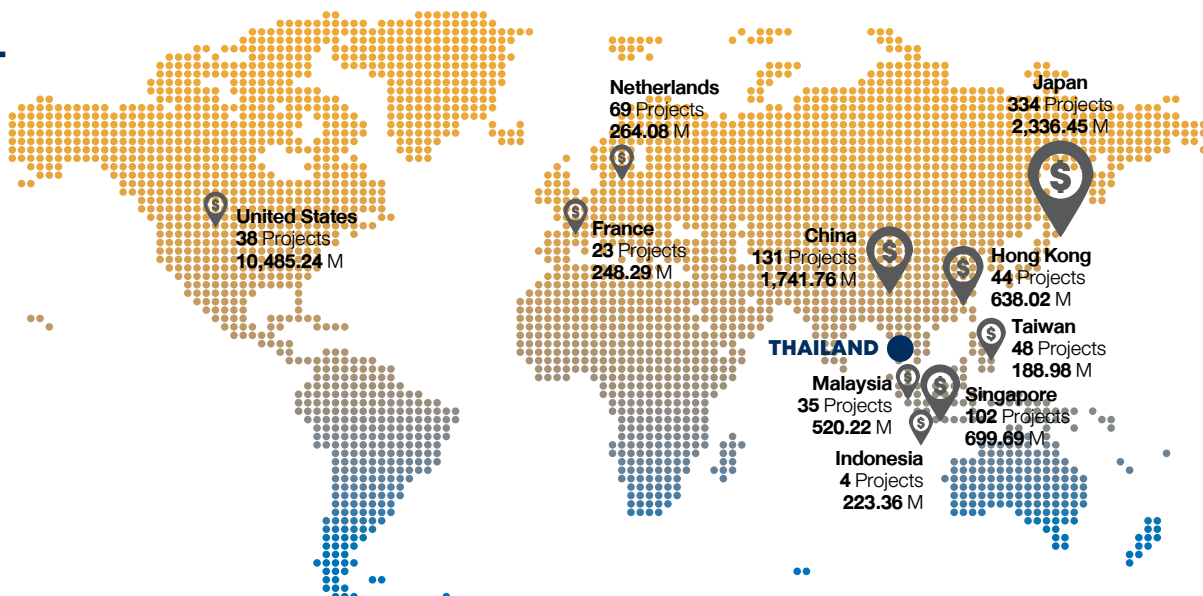 Netherlands
69 Projects
264.08 M
Japan
334 Projects
2,336.45 M
United States
38 Projects
10,485.24 M
France
23 Projects
248.29 M
China
131 Projects
1,741.76 M
Hong Kong
44 Projects
638.02 M
Taiwan
48 Projects
188.98 M
THAILAND
Malaysia
35 Projects
520.22 M
Singapore
102 Projects
699.69 M
Indonesia
4 Projects
223.36 M